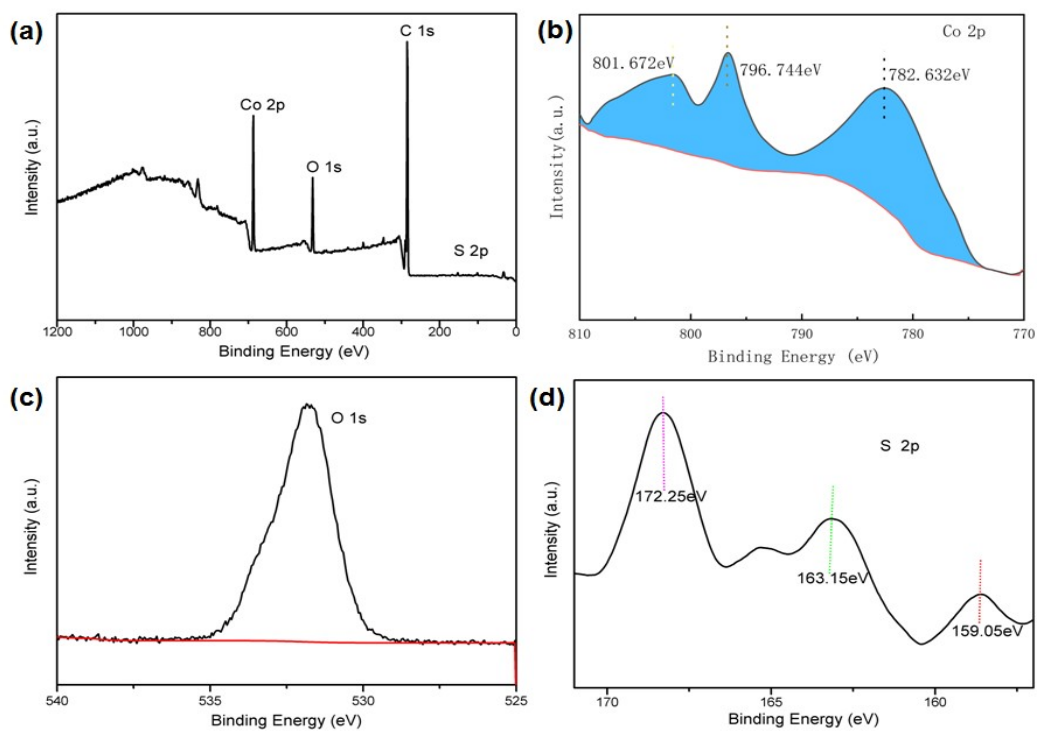 (a)
C 1s
Co 2p
O 1s
S 2p
Intensity (a.u.)
1200 1000 800 600 400 200 0
Binding Energy (eV)
(b)
Co 2p
801.672eV
796.744eV
782.632eV
Intensity(a.u.)
810 800 790 780 770
Binding Energy (eV)
(c)
O 1s
Intensity (a.u.)
540 535 530 525
Binding Energy (eV)
(d)
S 2p
172.25eV
163.15eV
159.05eV
Intensity (a.u.)
170 165 160
Binding Energy (eV)